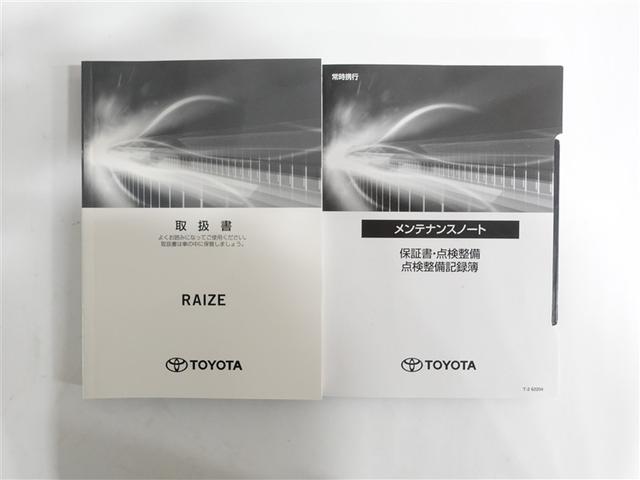 取扱書
よくお読みになってご使用ください。
取扱書は車の中に保管しましょう。
RAIZE
TOYOTA
常時携行
メンテナンスノート
保証書・点検整備
点検整備記録簿
TOYOTA
T-2 62204